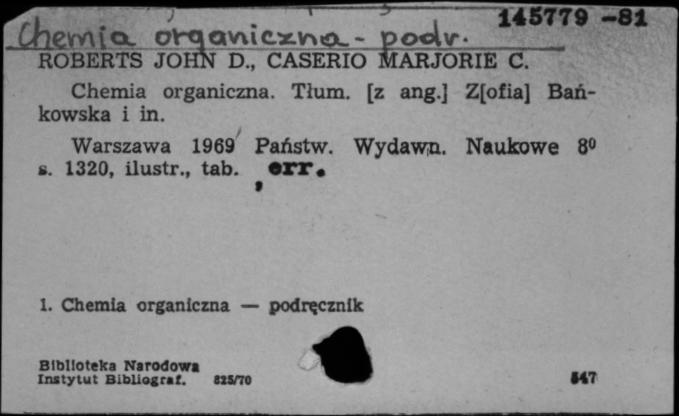 145779 -81
Chemia organiczna - podr.
ROBERTS JOHN D., CASERIO MARJORIE C.
Chemia organiczna. Tłum. [z ang.] Z[ofia] Bań-
kowska i in.
Warszawa 1969 Państw. Wydawn. Naukowe 8⁰
s. 1320, ilustr., tab. , err.
1. Chemia organiczna — podręcznik
Biblioteka Narodowa
Instytut Bibliograf. 825/70 547